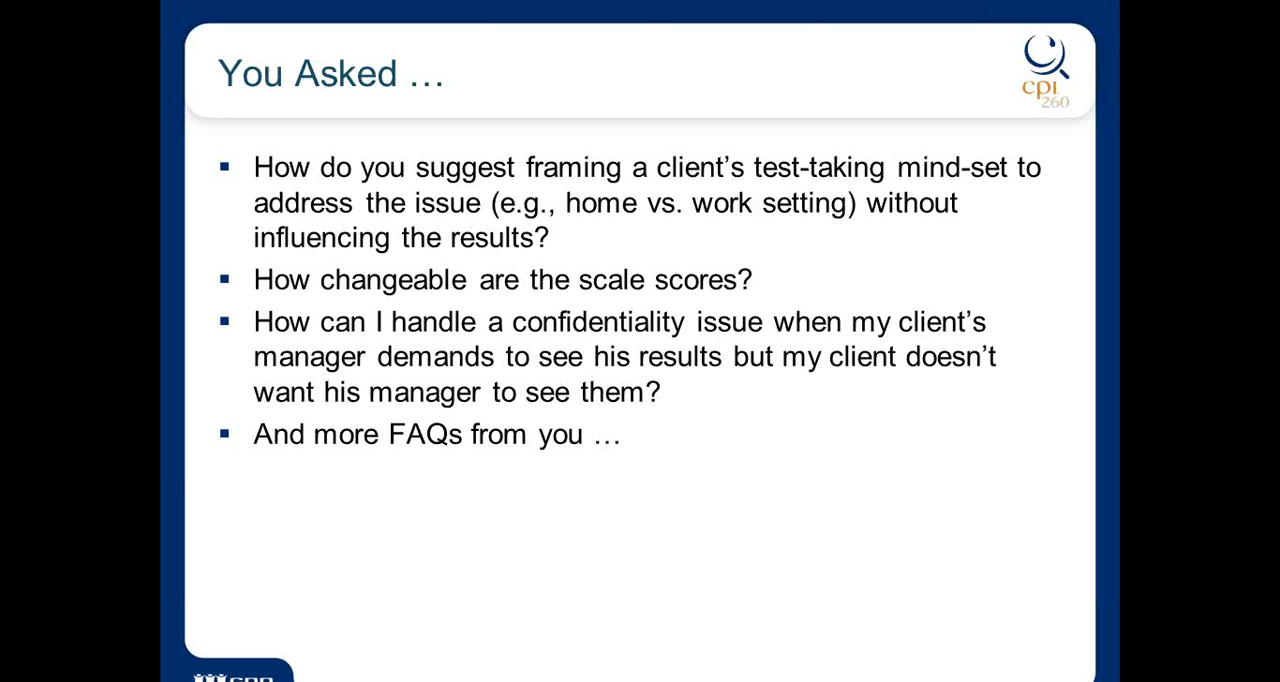 You Asked …
cpi
260
▪ How do you suggest framing a client’s test-taking mind-set to
address the issue (e.g., home vs. work setting) without
influencing the results?
▪ How changeable are the scale scores?
▪ How can I handle a confidentiality issue when my client’s
manager demands to see his results but my client doesn’t
want his manager to see them?
▪ And more FAQs from you …